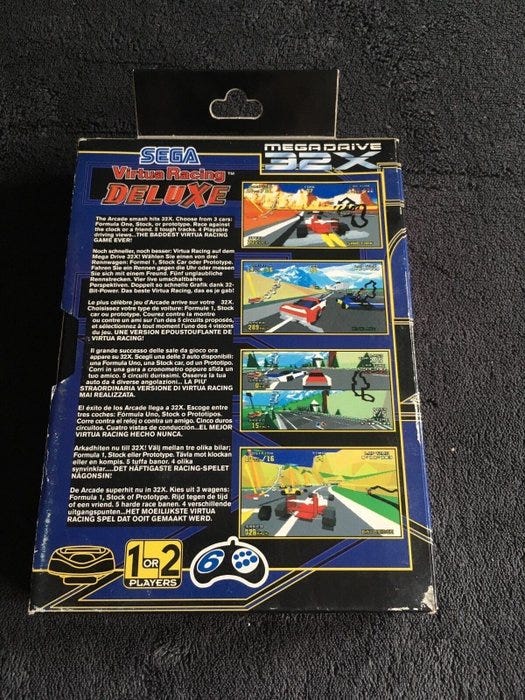 SEGA
MEGADRIVE
32X
Virtua Racing™
DELUXE
The Arcade smash hits 32X. Choose from 3 cars:
Formula One, Stock, or prototype. Race against
the clock or a friend. 5 tough tracks. 4 Playable
driving views...THE BADDEST VIRTUA RACING
GAME EVER!
Noch schneller, noch besser: Virtua Racing auf dem
Mega Drive 32X! Wählen Sie einen von drei
Rennwagen: Formel 1, Stock Car oder Prototype.
Fahren Sie ein Rennen gegen die Uhr oder messen
Sie sich mit einem Freund. Fünf unglaubliche
Rennstrecken. Vier live umschaltbare
Perspektiven. Doppelt so schnelle Grafik dank 32-
Bit-Power. Das beste Virtua Racing, das es je gab!
Le plus célèbre jeu d'Arcade arrive sur votre 32X.
Choisissez votre type de voiture: Formule 1, Stock
car ou prototype. Courez contre la montre
ou contre un ami sur l'un des 5 circuits proposés,
et sélectionnez à tout moment l'une des 4 visions
du jeu. UNE VERSION EPOUSTOUFLANTE DE
VIRTUA RACING!
Il grande successo delle sale da gioco ora
appare su 32X. Scegli una delle 3 auto disponibili:
una Formula Uno, una Stock car, od un Prototipo.
Corri in una gara a cronometro oppure sfida un
tuo amico. 5 circuiti durissimi. Osserva la tua
auto da 4 diverse angolazioni... LA PIU'
STRAORDINARIA VERSIONE DI VIRTUA RACING
MAI REALIZZATA.
El éxito de los Arcade llega a 32X. Escoge entre
tres coches: Fórmula Uno, Stock o Prototipos.
Corre contra el reloj o contra un amigo. Cinco duros
circuitos. Cuatro vistas de conducción...EL MEJOR
VIRTUA RACING HECHO NUNCA.
Arkadhiten nu till 32X! Välj mellan tre olika bilar;
Formula 1, Stock eller Prototype. Tävla mot klockan
eller en kompis. 5 tuffa banor. 4 olika
synvinklar....DET HÄFTIGASTE RACING-SPELET
NÅGONSIN!
De Arcade superhit nu in 32X. Kies uit 3 wagens:
Formula 1, Stock of Prototype. Rijd tegen de tijd
of een vriend. 5 harde race banen. 4 verschillende
uitgangspunten...HET MOEILIKSTE VIRTUA
RACING SPEL DAT OOIT GEMAAKT WERD.
1 OR 2
PLAYERS
6